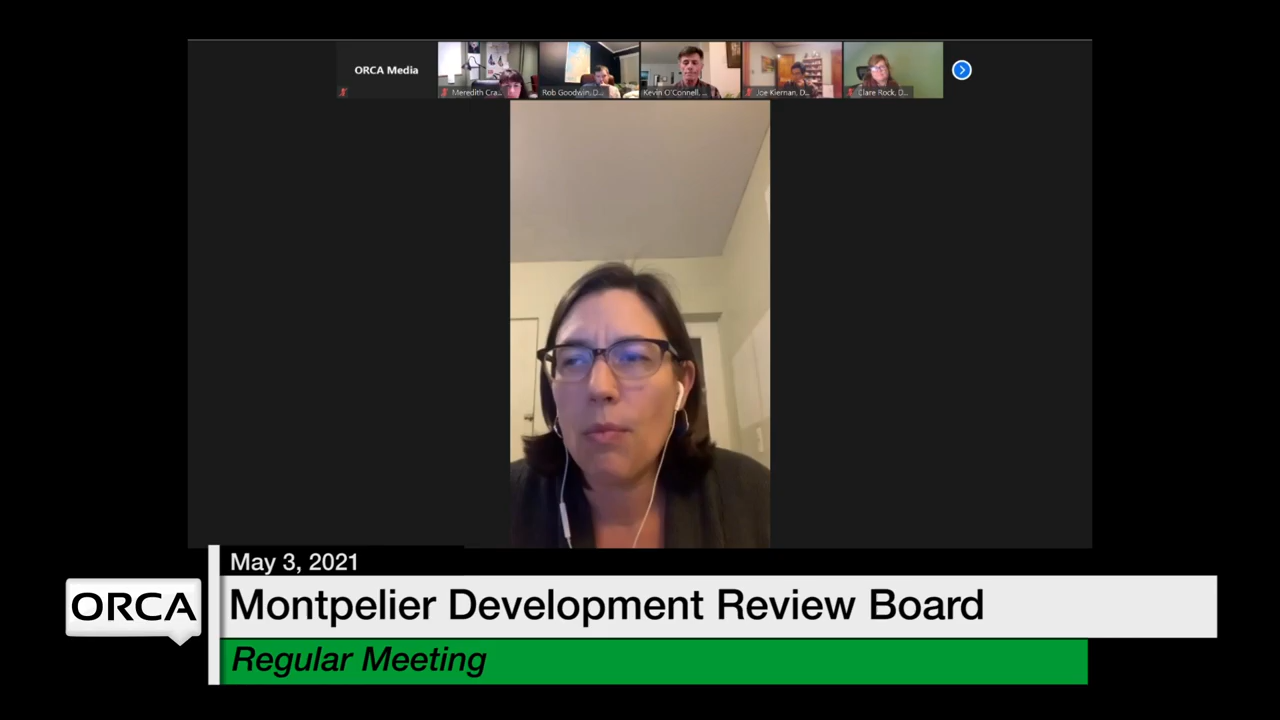 ORCA Media
Meredith Cra...
Rob Goodwin, D...
Kevin O'Connell, ...
Joe Kiernan, D...
Clare Rock, D...
May 3, 2021
ORCA
Montpelier Development Review Board
Regular Meeting